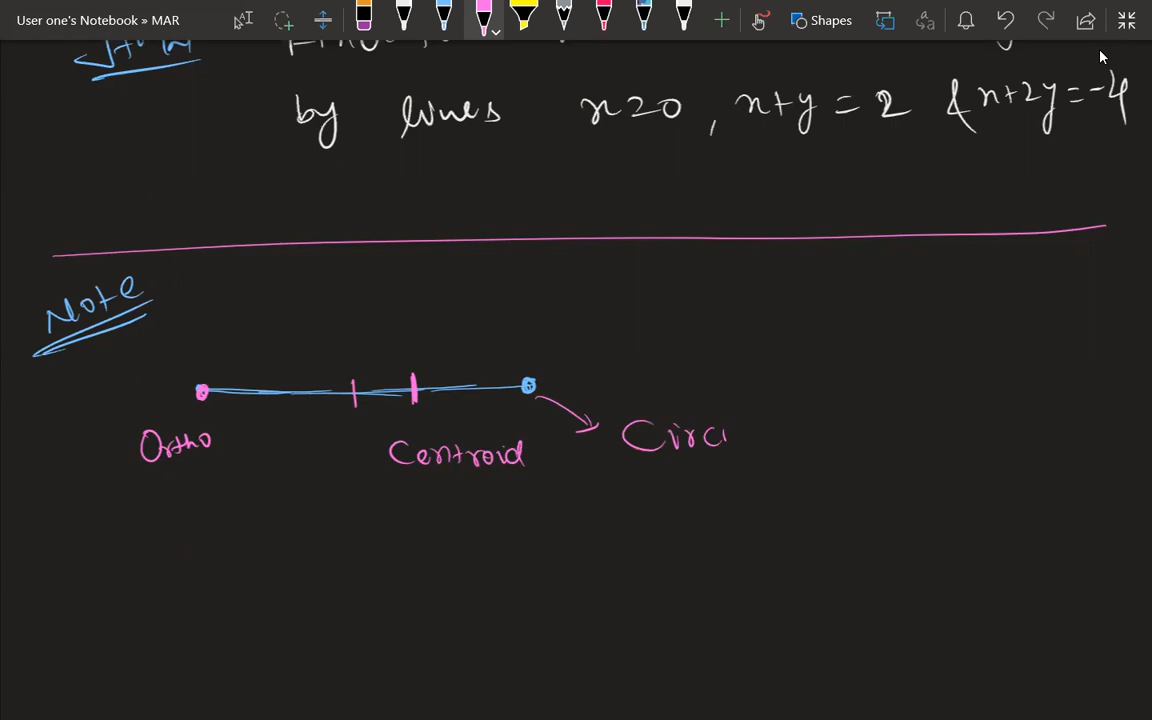 User one's Notebook » MAR
Shapes
by lines x=0, x+y = 2 & x+2y=-4
Note
Ortho
Centroid
Circ